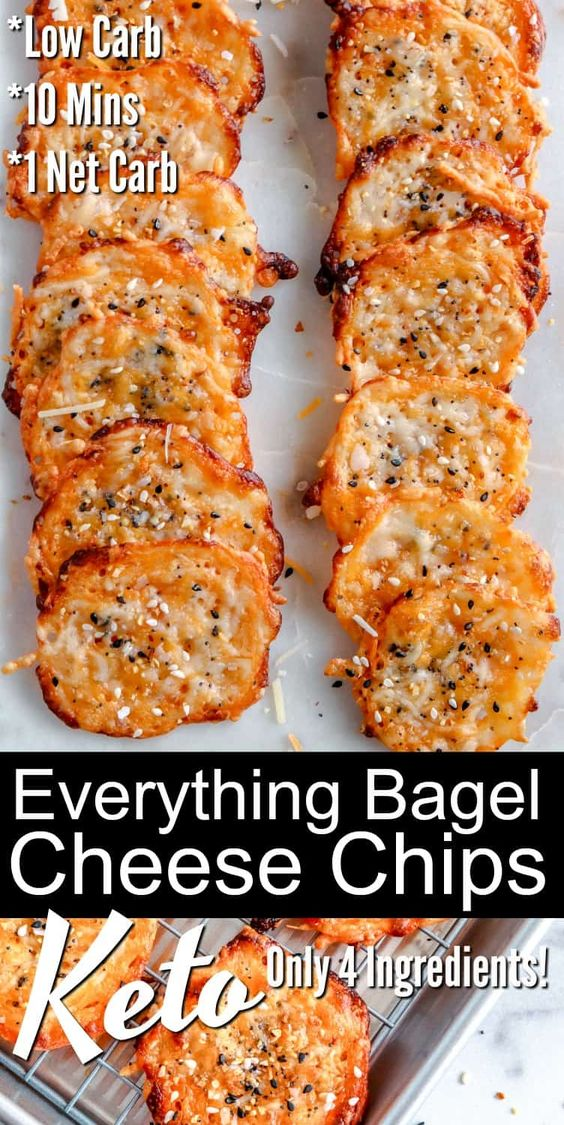 *Low Carb
*10 Mins
*1 Net Carb
Everything Bagel
Cheese Chips
Keto
Only 4 Ingredients!